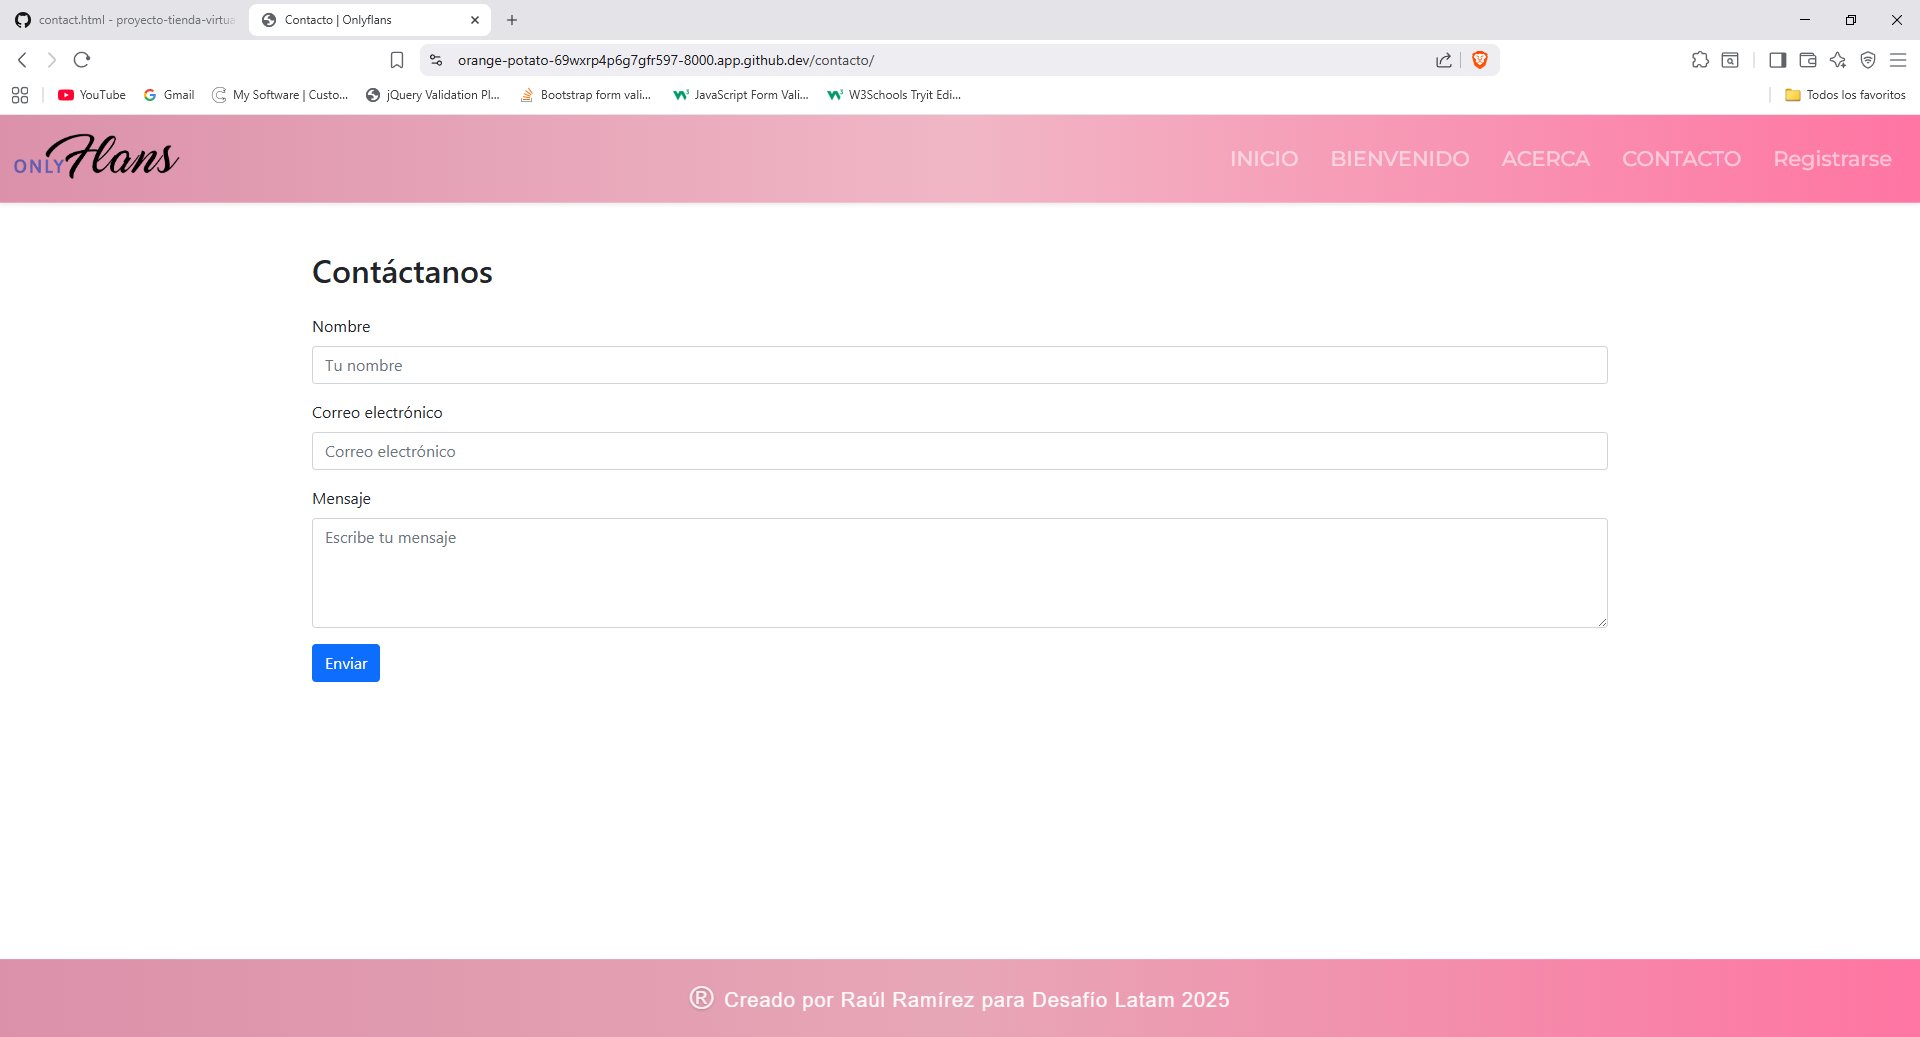 contact.html - proyecto-tienda-virtua
Contacto | Onlyflans
orange-potato-69wxrp4p6g7gfr597-8000.app.github.dev/contacto/
YouTube
Gmail
My Software | Custo...
jQuery Validation Pl...
Bootstrap form vali...
JavaScript Form Vali...
W3Schools Tryit Edi...
Todos los favoritos
ONLY Flans
INICIO
BIENVENIDO
ACERCA
CONTACTO
Registrarse
Contáctanos
Nombre
Tu nombre
Correo electrónico
Correo electrónico
Mensaje
Escribe tu mensaje
Enviar
® Creado por Raúl Ramírez para Desafío Latam 2025